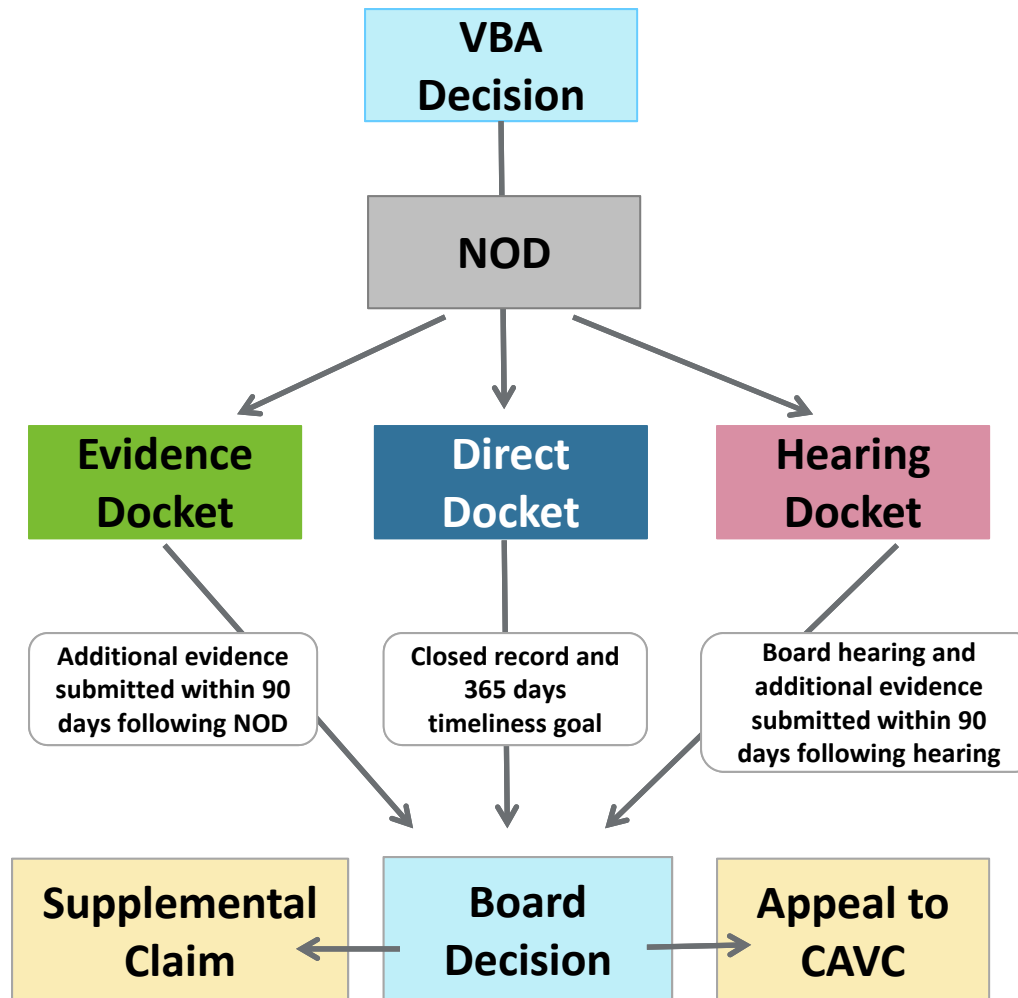 VBA
Decision
NOD
Evidence
Docket
Direct
Docket
Hearing
Docket
Additional evidence
submitted within 90
days following NOD
Closed record and
365 days
timeliness goal
Board hearing and
additional evidence
submitted within 90
days following hearing
Supplemental
Claim
Board
Decision
Appeal to
CAVC